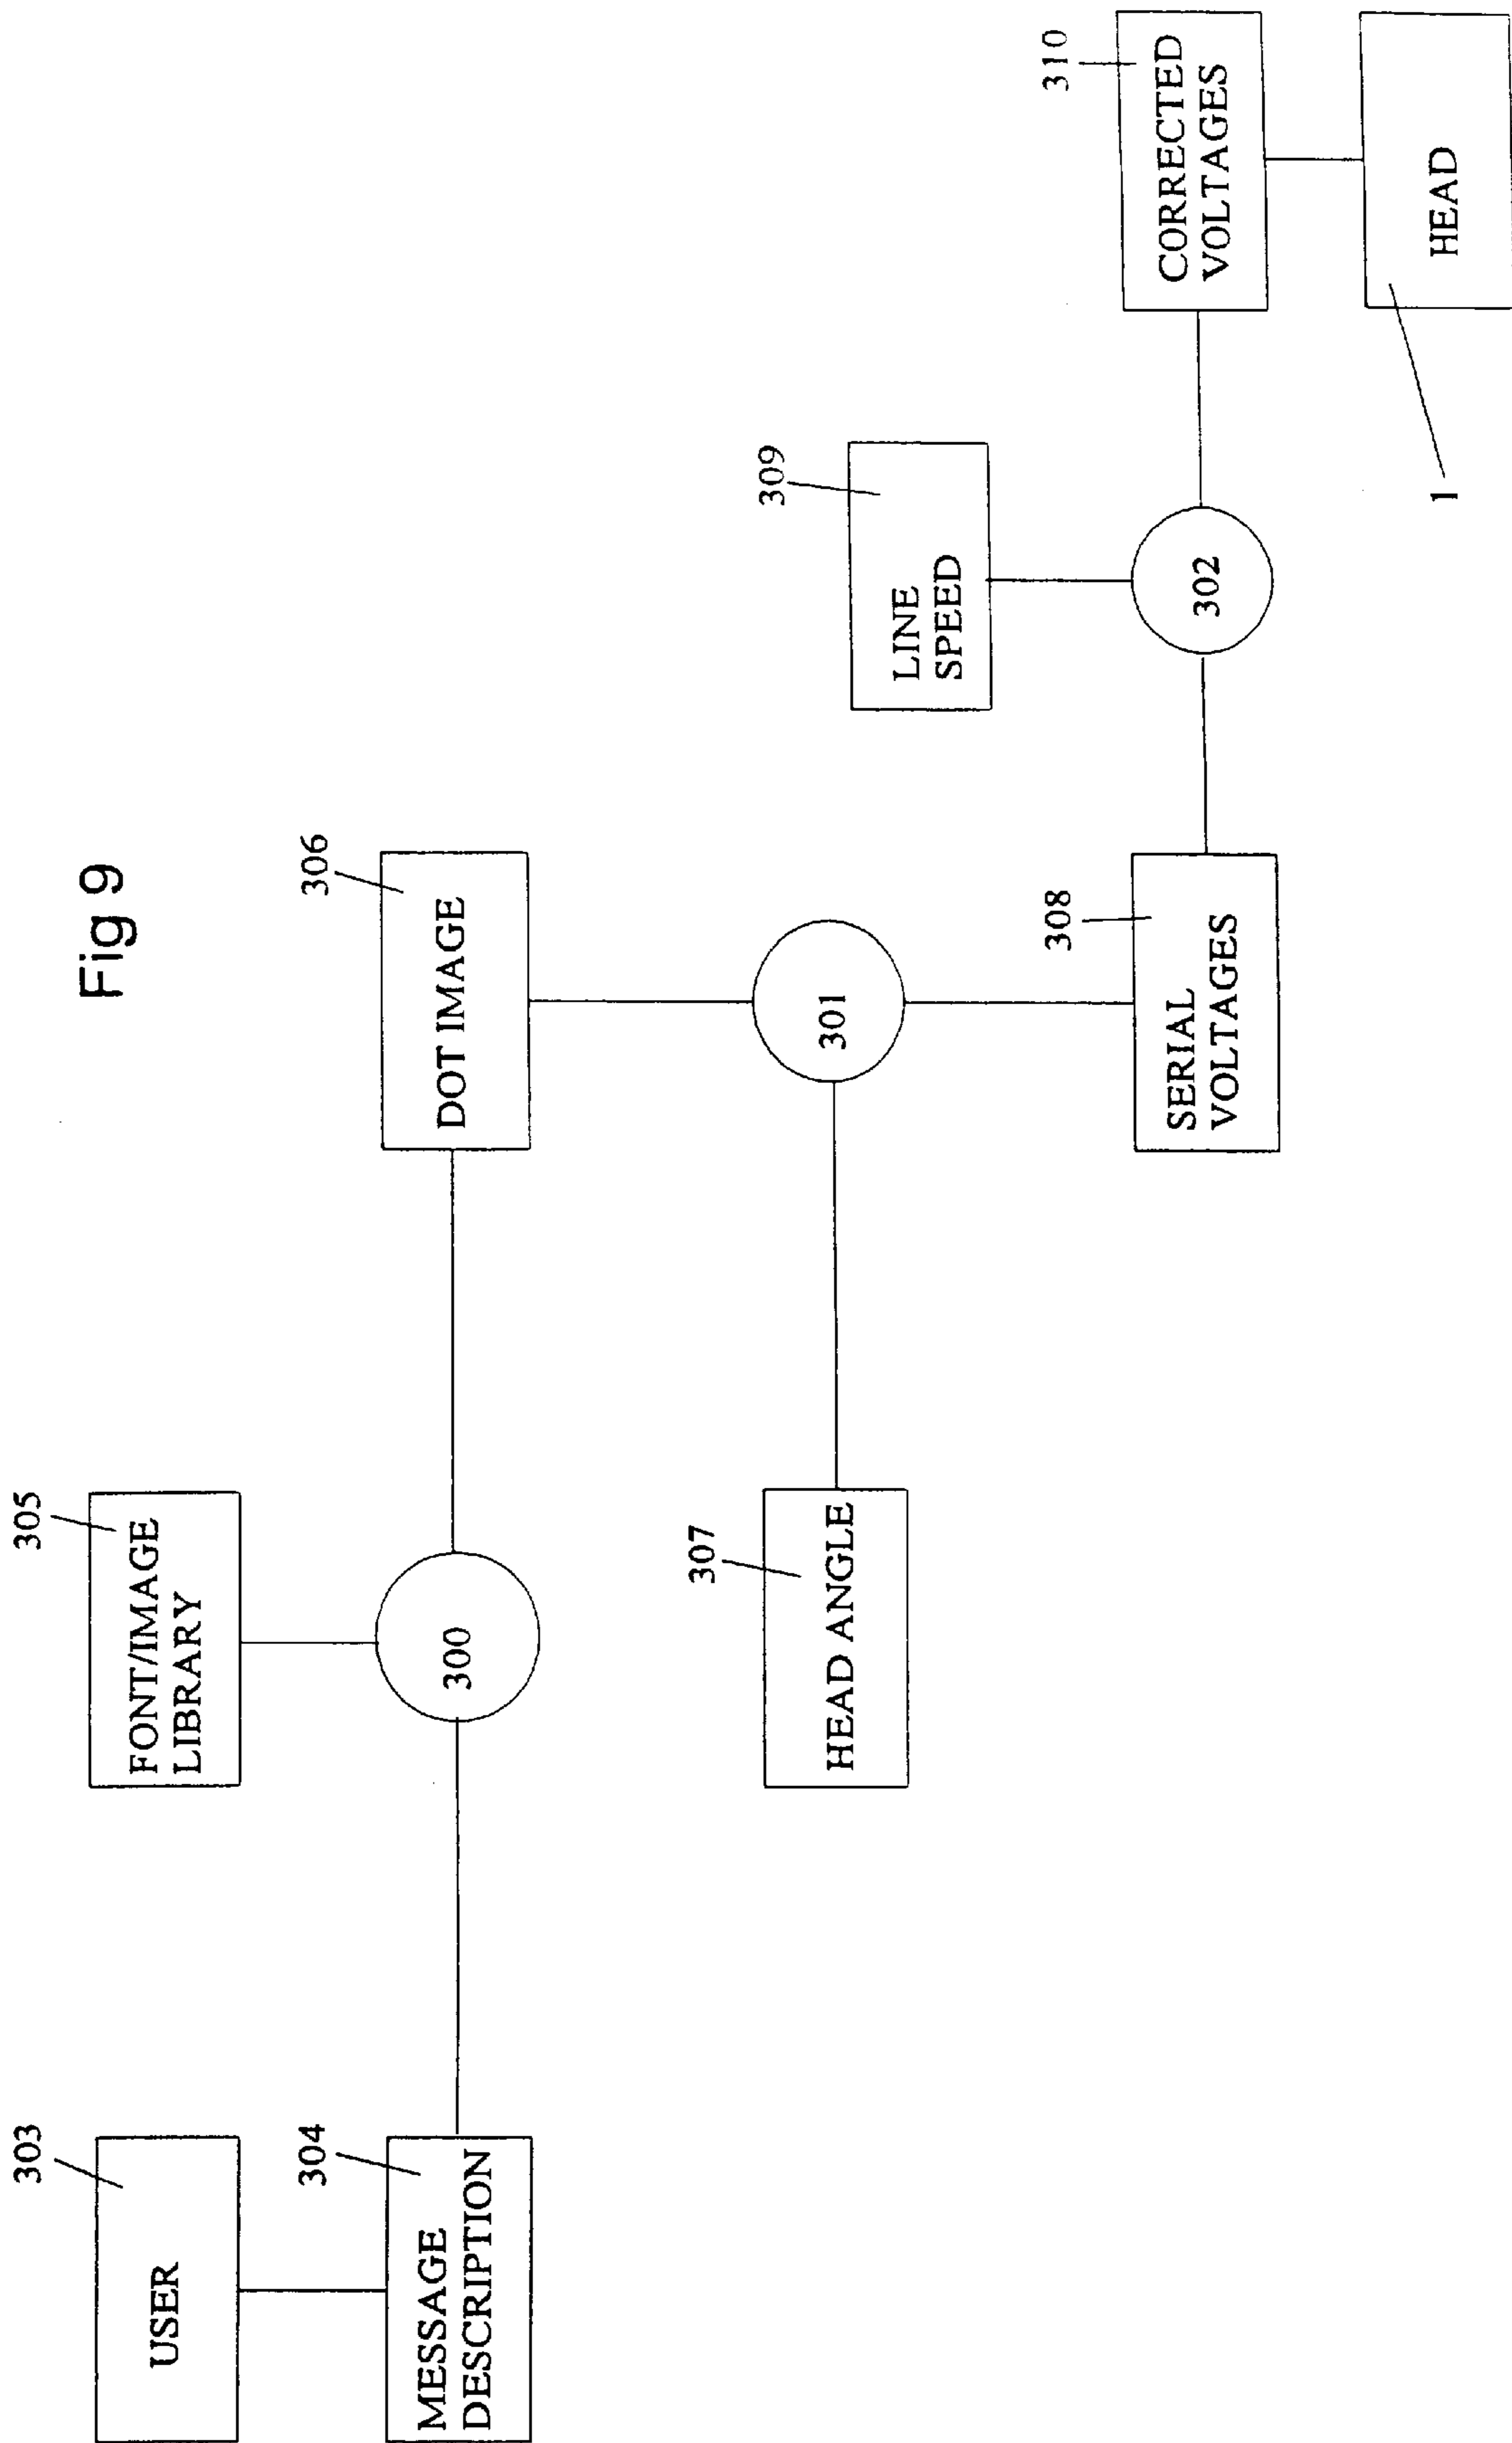 Fig 9
303
USER
304
MESSAGE
DESCRIPTION
305
FONT/IMAGE
LIBRARY
300
306
DOT IMAGE
307
HEAD ANGLE
301
308
SERIAL
VOLTAGES
309
LINE
SPEED
302
310
CORRECTED
VOLTAGES
1
HEAD